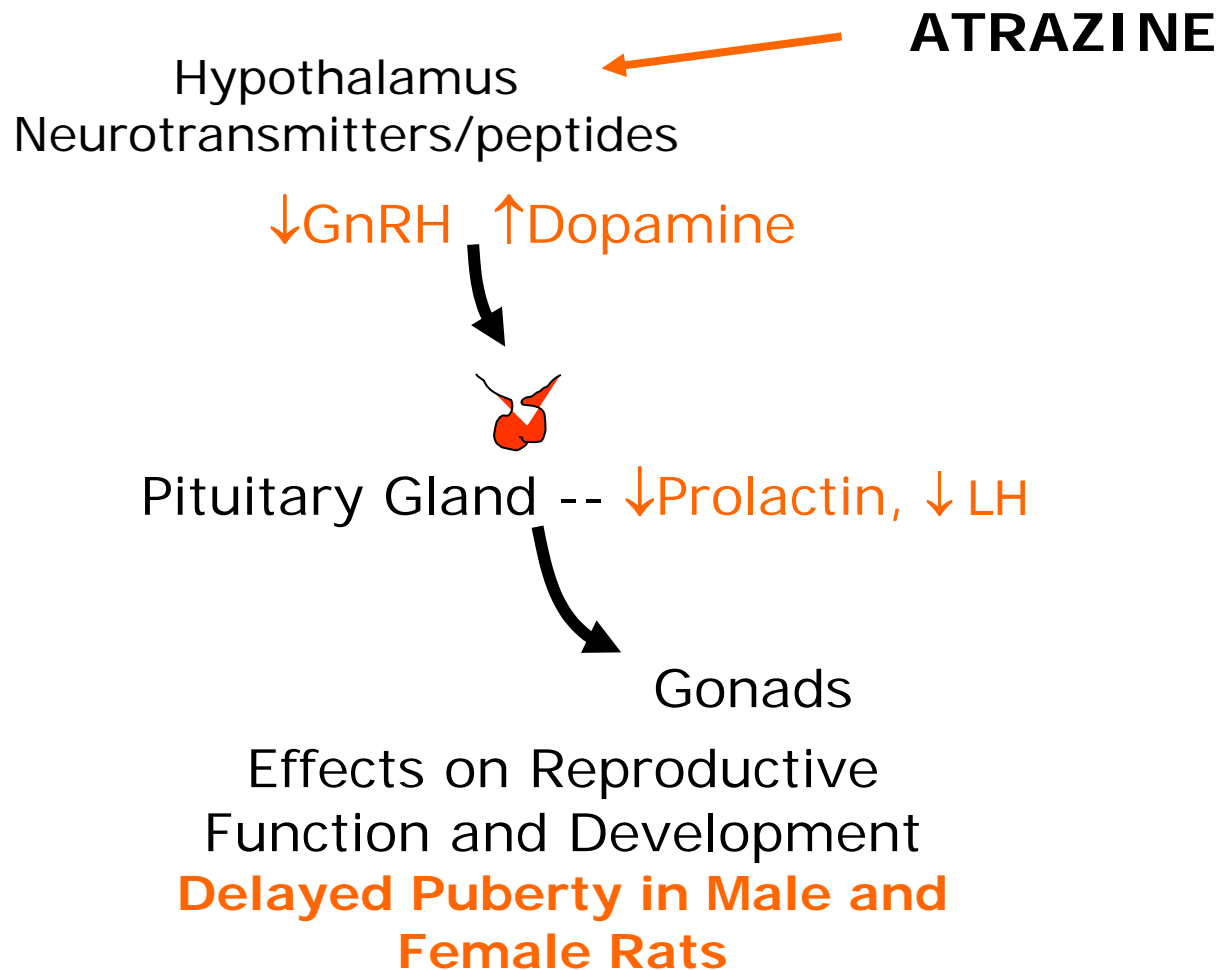 ATRAZINE
Hypothalamus
Neurotransmitters/peptides
↓GnRH ↑Dopamine
Pituitary Gland -- ↓Prolactin, ↓ LH
Gonads
Effects on Reproductive
Function and Development
Delayed Puberty in Male and
Female Rats